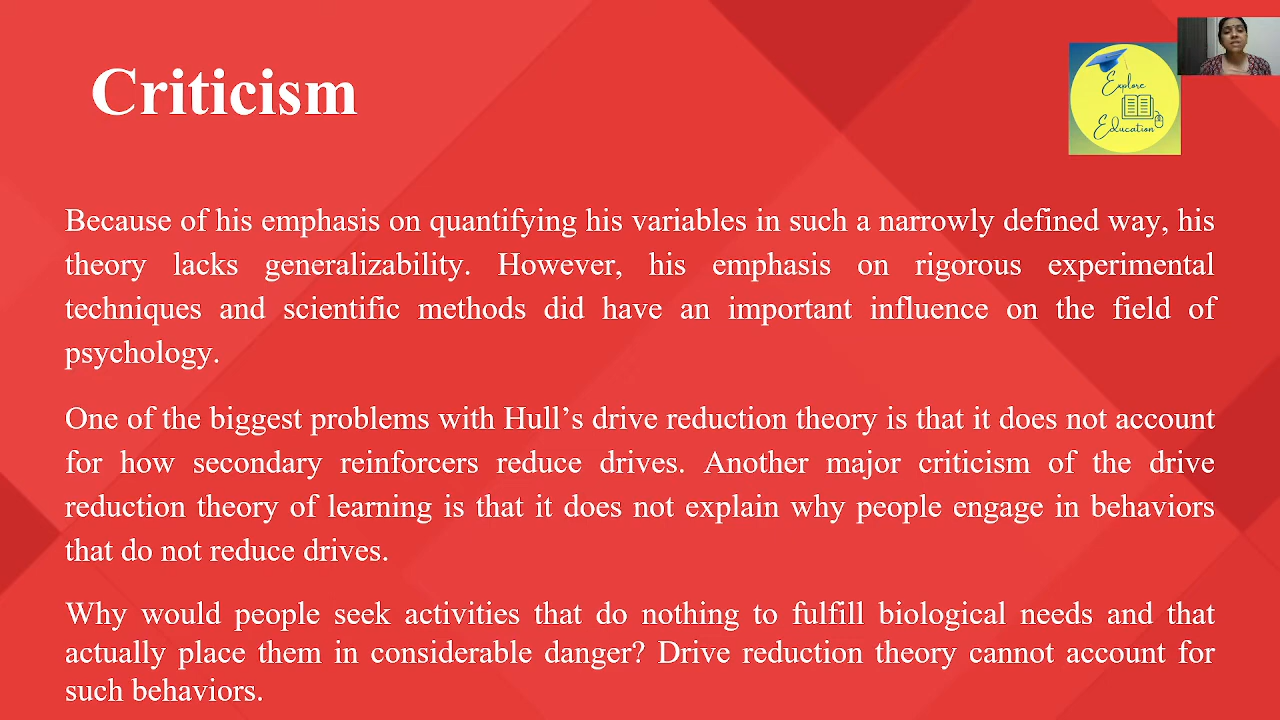 Criticism
Explore
Education
Because of his emphasis on quantifying his variables in such a narrowly defined way, his
theory lacks generalizability. However, his emphasis on rigorous experimental
techniques and scientific methods did have an important influence on the field of
psychology.
One of the biggest problems with Hull’s drive reduction theory is that it does not account
for how secondary reinforcers reduce drives. Another major criticism of the drive
reduction theory of learning is that it does not explain why people engage in behaviors
that do not reduce drives.
Why would people seek activities that do nothing to fulfill biological needs and that
actually place them in considerable danger? Drive reduction theory cannot account for
such behaviors.